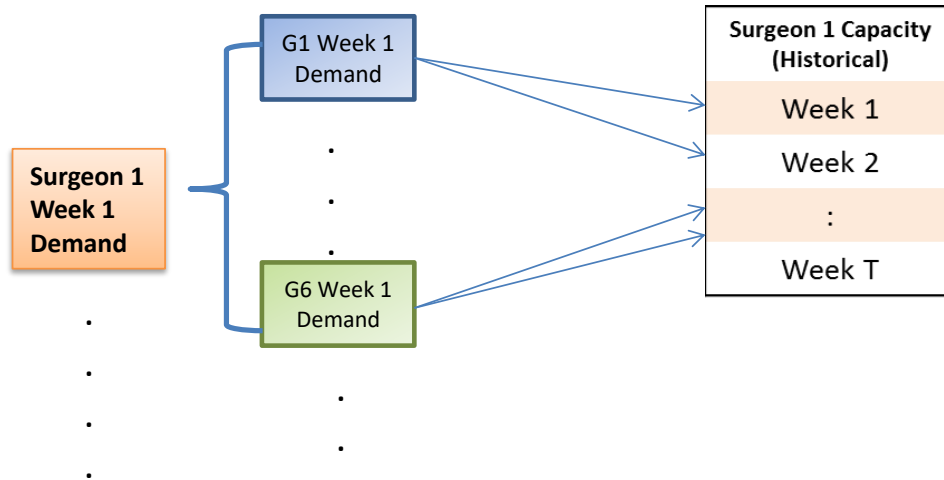 Surgeon 1
Week 1
Demand
G1 Week 1
Demand
G6 Week 1
Demand
Surgeon 1 Capacity
(Historical)
Week 1
Week 2
:
Week T